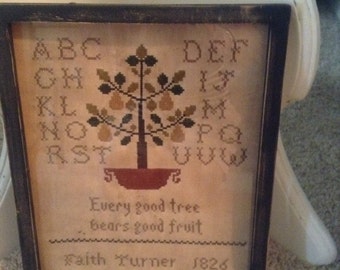 ABC DEF
GH IJ
KL M
NO PQ
RST UVW
Every good tree
bears good fruit
Faith Turner 1826